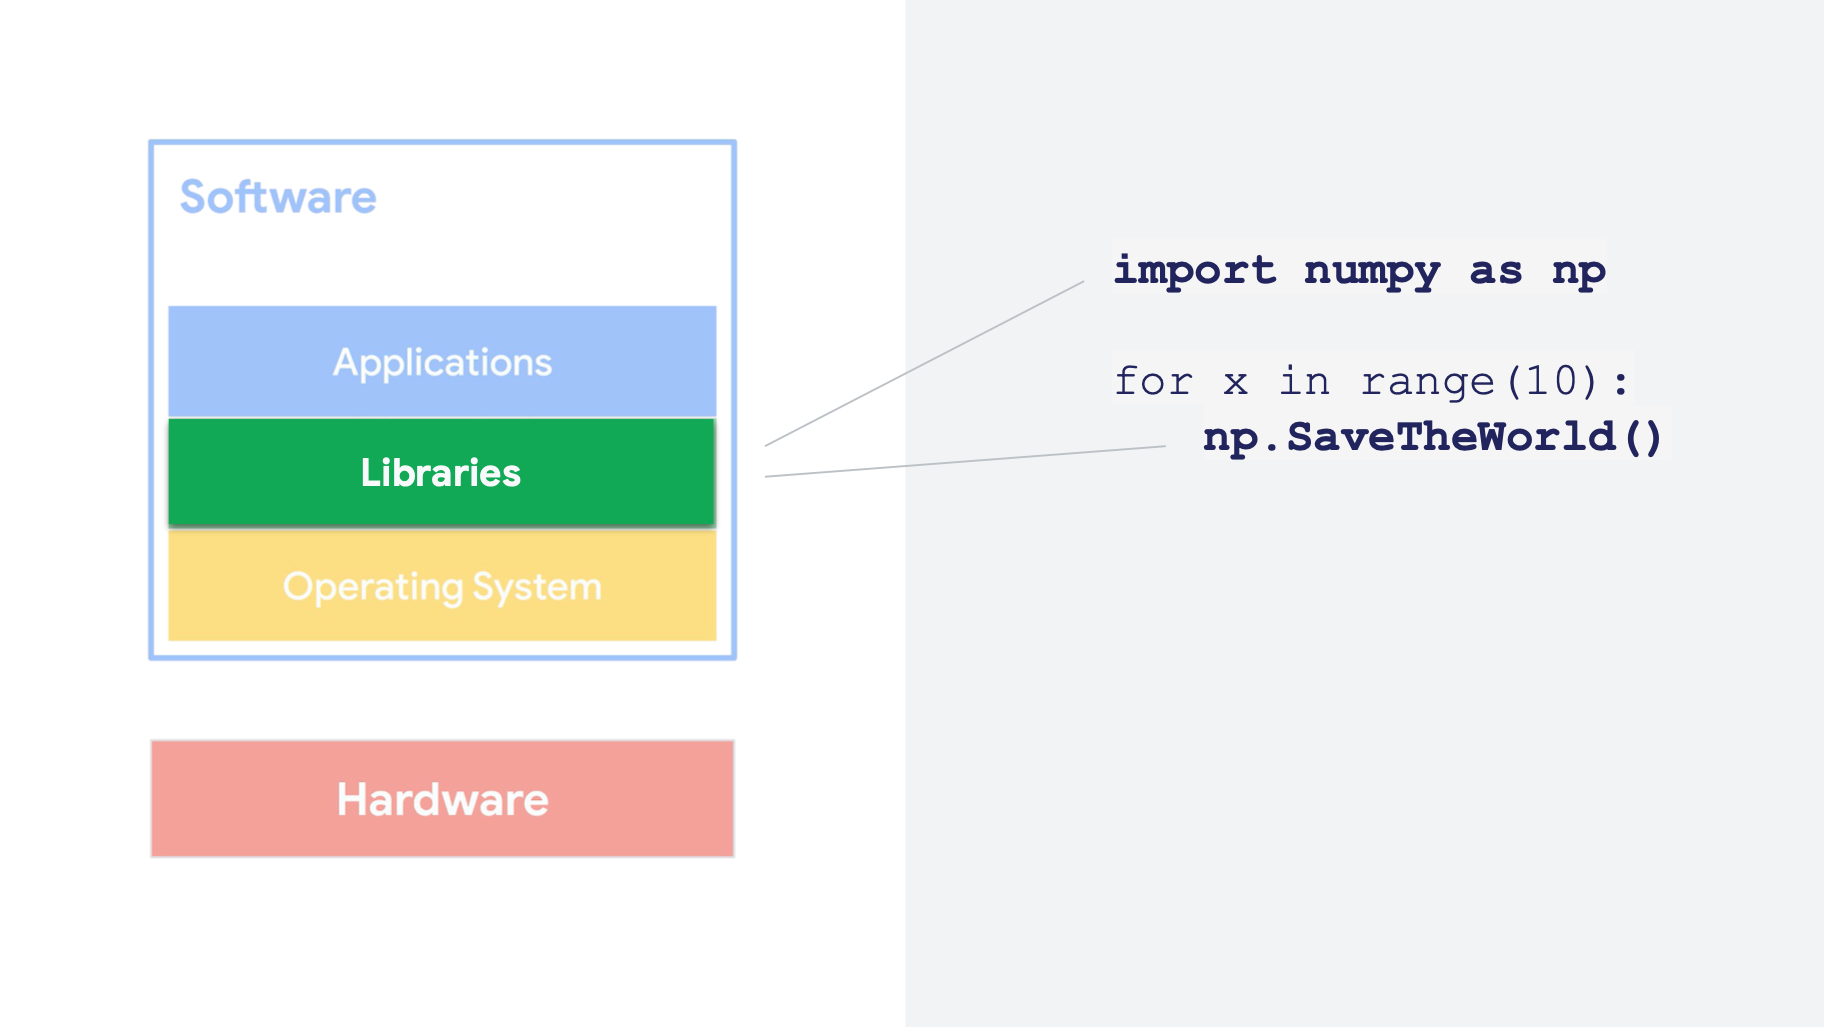 Software
Applications
Libraries
Operating System
Hardware
import numpy as np
for x in range(10):
np.SaveTheWorld()